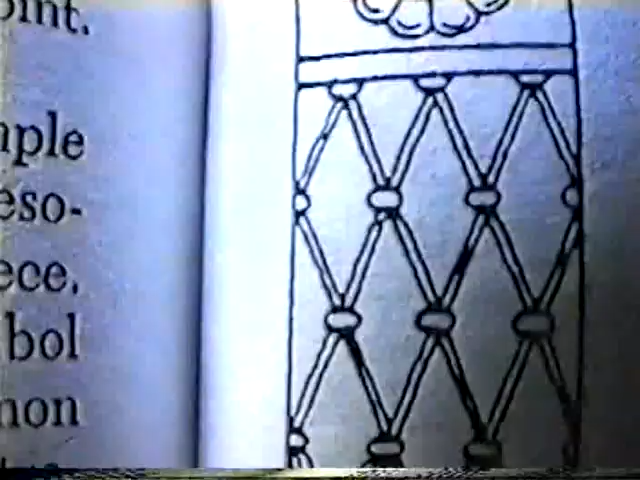 oint.
mple
eso-
ece,
bol
mon